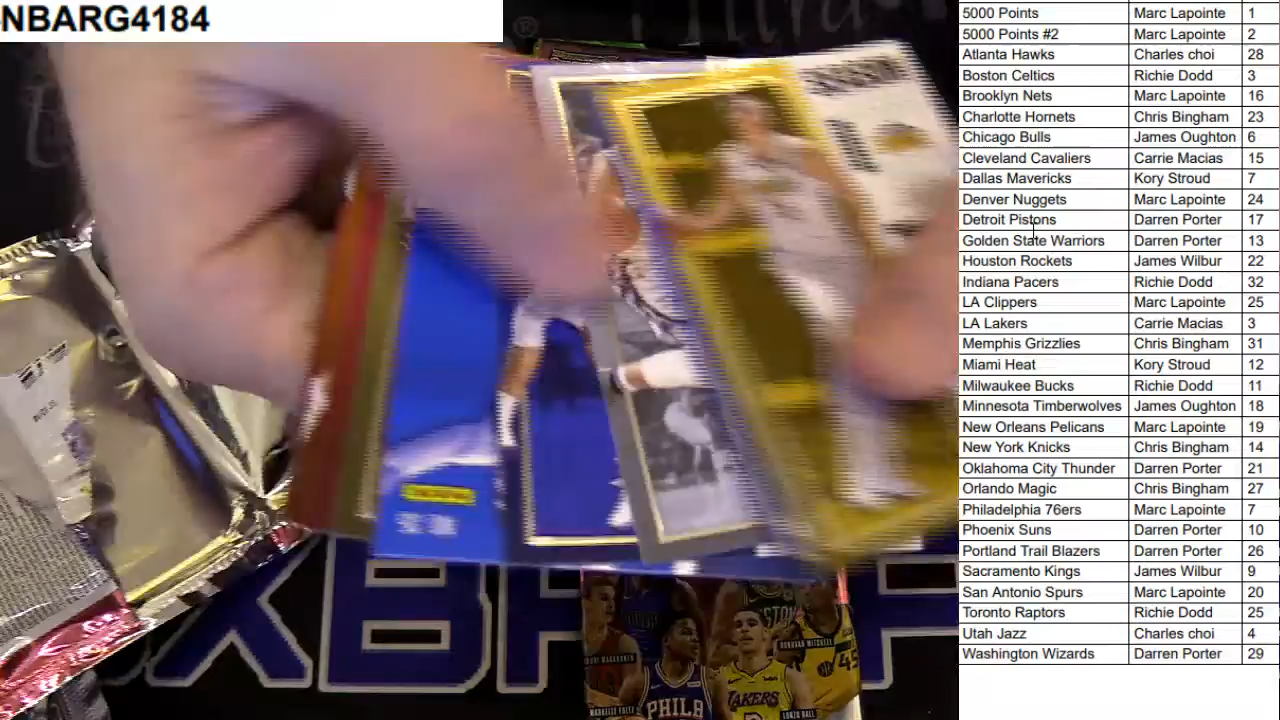 NBARG4184
5000 Points Marc Lapointe 1
5000 Points #2 Marc Lapointe 2
Atlanta Hawks Charles choi 28
Boston Celtics Richie Dodd 3
Brooklyn Nets Marc Lapointe 16
Charlotte Hornets Chris Bingham 23
Chicago Bulls James Oughton 6
Cleveland Cavaliers Carrie Macias 15
Dallas Mavericks Kory Stroud 7
Denver Nuggets Marc Lapointe 24
Detroit Pistons Darren Porter 17
Golden State Warriors Darren Porter 13
Houston Rockets James Wilbur 22
Indiana Pacers Richie Dodd 32
LA Clippers Marc Lapointe 25
LA Lakers Carrie Macias 3
Memphis Grizzlies Chris Bingham 31
Miami Heat Kory Stroud 12
Milwaukee Bucks Richie Dodd 11
Minnesota Timberwolves James Oughton 18
New Orleans Pelicans Marc Lapointe 19
New York Knicks Chris Bingham 14
Oklahoma City Thunder Darren Porter 21
Orlando Magic Chris Bingham 27
Philadelphia 76ers Marc Lapointe 7
Phoenix Suns Darren Porter 10
Portland Trail Blazers Darren Porter 26
Sacramento Kings James Wilbur 9
San Antonio Spurs Marc Lapointe 20
Toronto Raptors Richie Dodd 25
Utah Jazz Charles choi 4
Washington Wizards Darren Porter 29
DONOVAN MITCHELL
45
PHILA
LAKERS
LONZO BALL